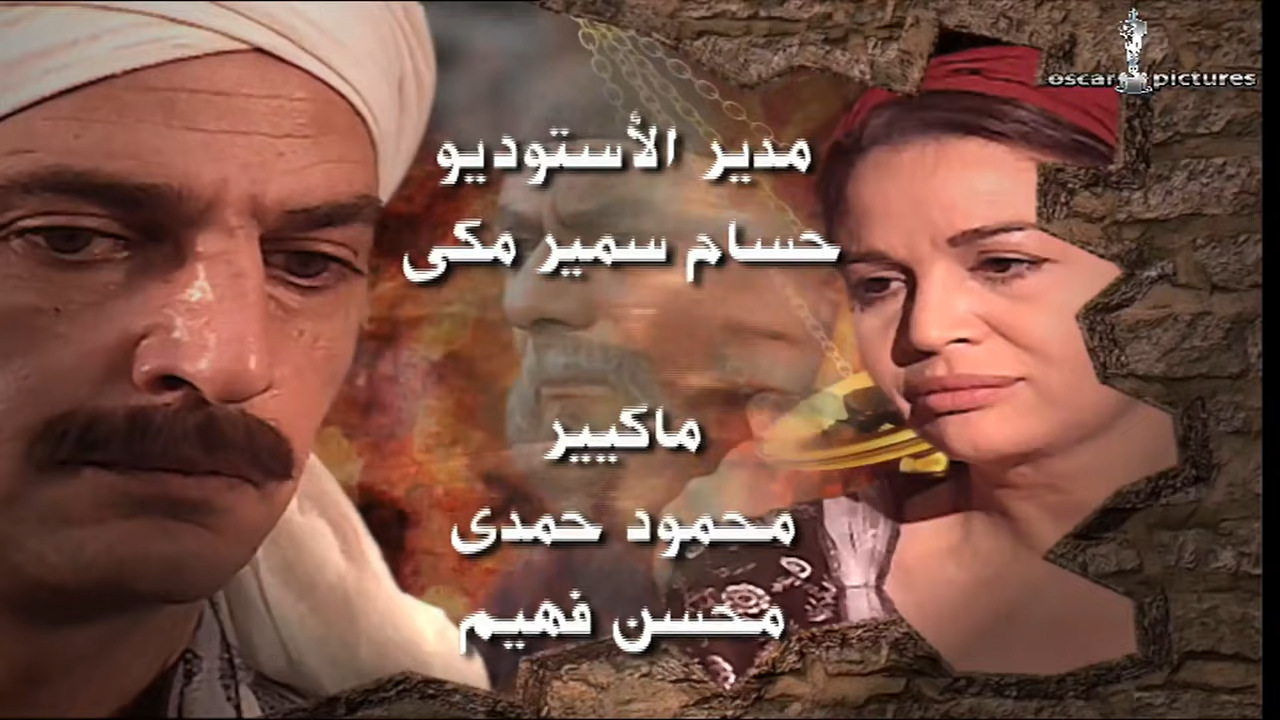 oscar pictures
مدير الأستوديو
حسام سمير مكى
ماكيير
محمود حمدى
محسن فهيم